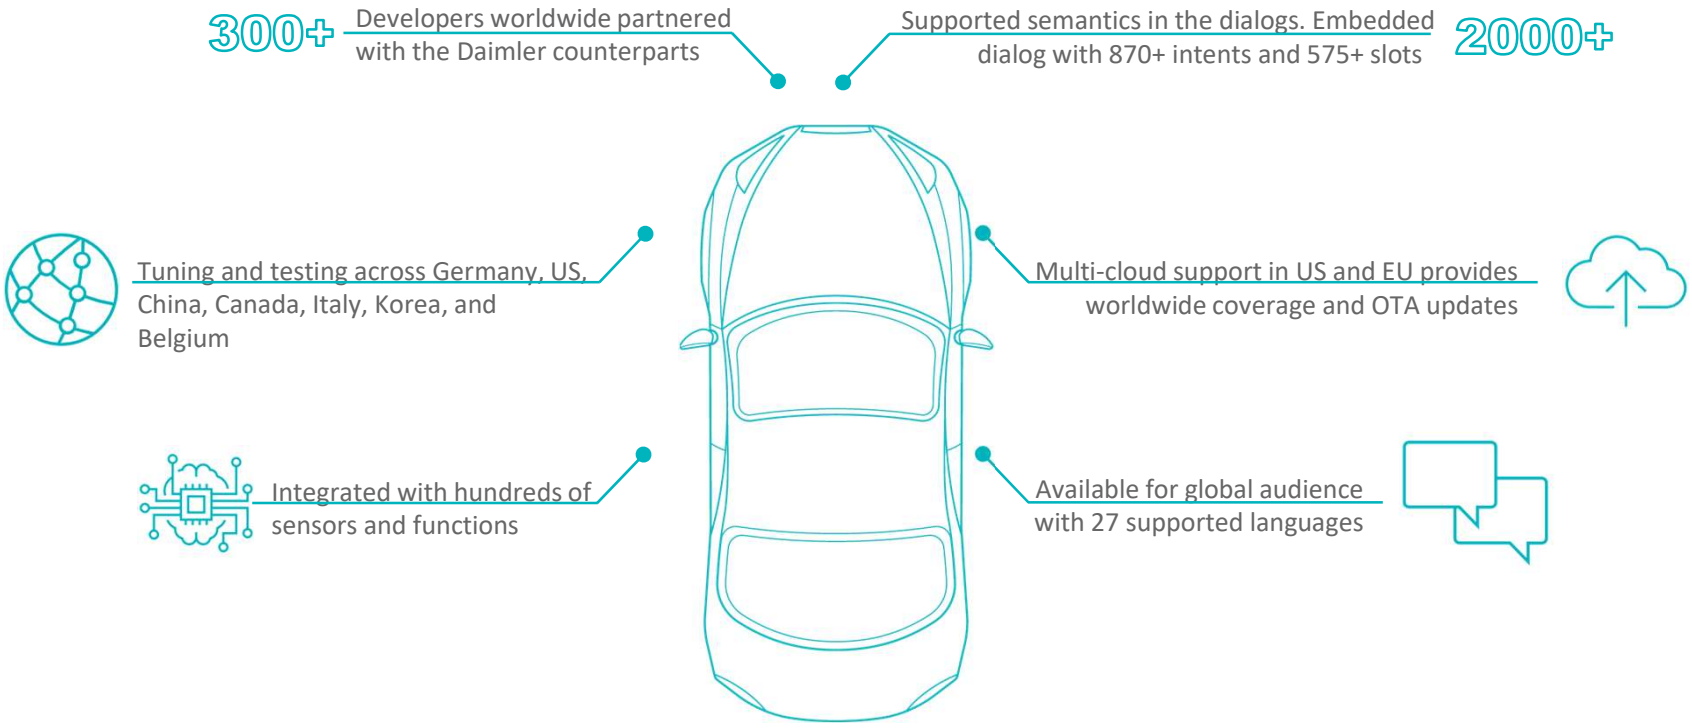 300+
Developers worldwide partnered
with the Daimler counterparts
Supported semantics in the dialogs. Embedded
dialog with 870+ intents and 575+ slots
2000+
Tuning and testing across Germany, US,
China, Canada, Italy, Korea, and
Belgium
Multi-cloud support in US and EU provides
worldwide coverage and OTA updates
Integrated with hundreds of
sensors and functions
Available for global audience
with 27 supported languages